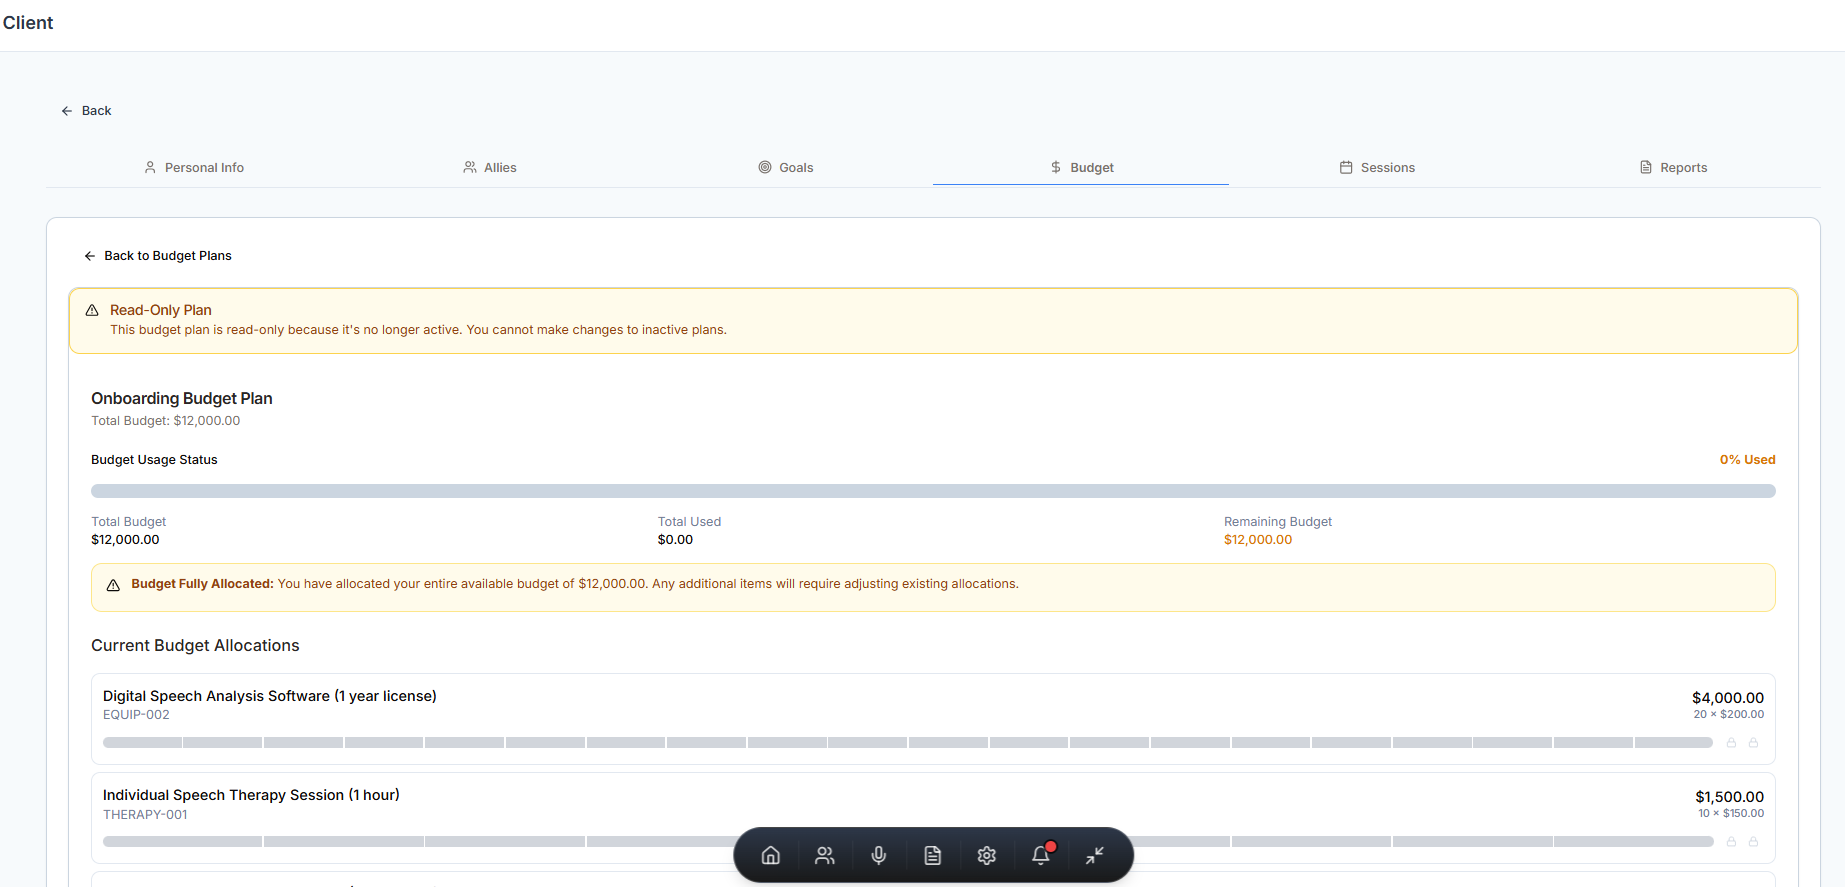 Client
Back
Personal Info
Allies
Goals
Budget
Sessions
Reports
Back to Budget Plans
Read-Only Plan
This budget plan is read-only because it's no longer active. You cannot make changes to inactive plans.
Onboarding Budget Plan
Total Budget: $12,000.00
Budget Usage Status
0% Used
Total Budget
$12,000.00
Total Used
$0.00
Remaining Budget
$12,000.00
Budget Fully Allocated: You have allocated your entire available budget of $12,000.00. Any additional items will require adjusting existing allocations.
Current Budget Allocations
Digital Speech Analysis Software (1 year license)
$4,000.00
EQUIP-002
20 × $200.00
Individual Speech Therapy Session (1 hour)
$1,500.00
THERAPY-001
10 × $150.00